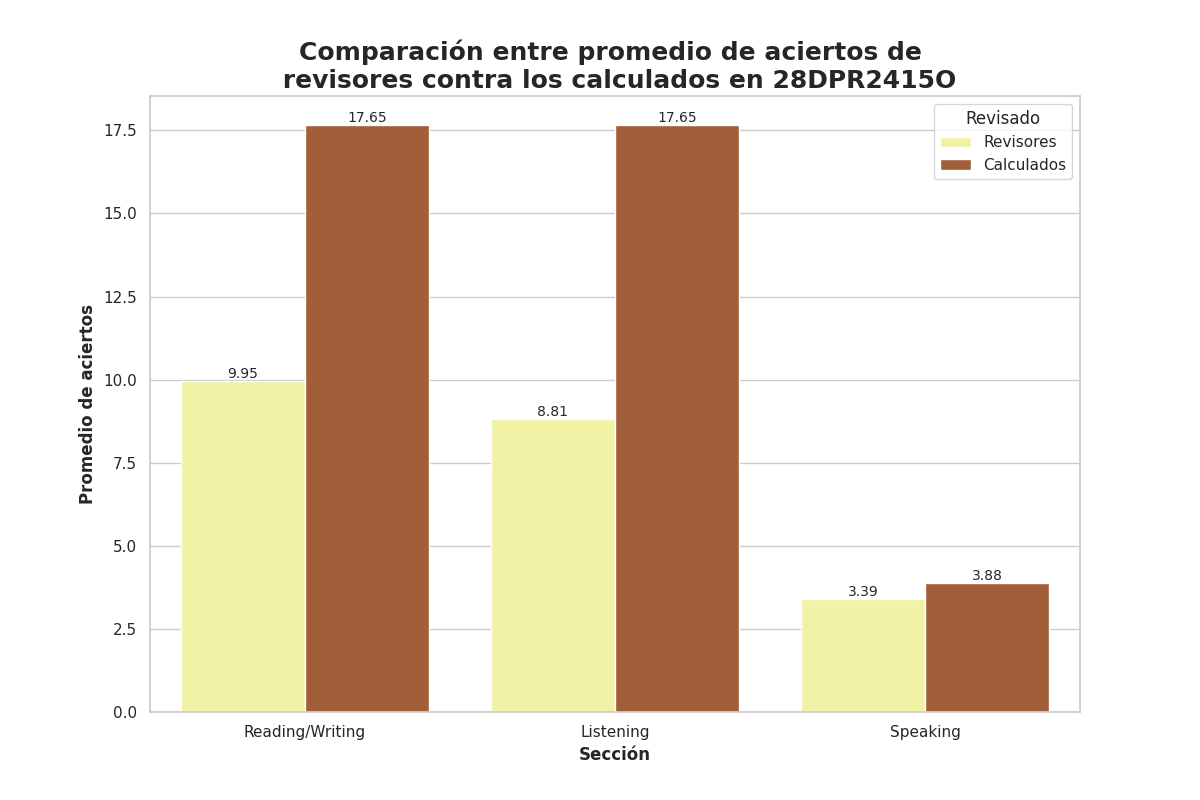 Comparación entre promedio de aciertos de
revisores contra los calculados en 28DPR2415O
Revisado
Revisores
Calculados
Promedio de aciertos
17.5
15.0
12.5
10.0
7.5
5.0
2.5
0.0
9.95
17.65
8.81
17.65
3.39
3.88
Reading/Writing
Listening
Speaking
Sección